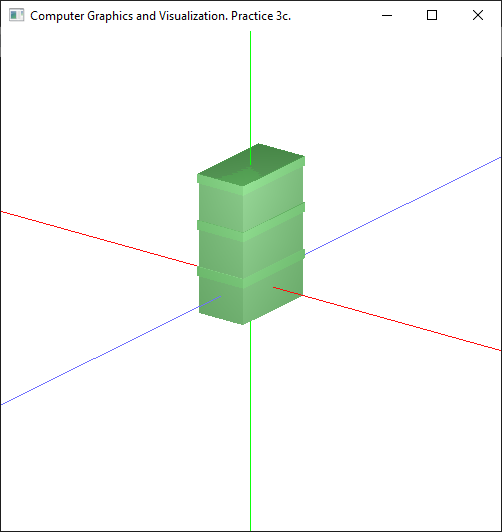 Computer Graphics and Visualization. Practice 3c.